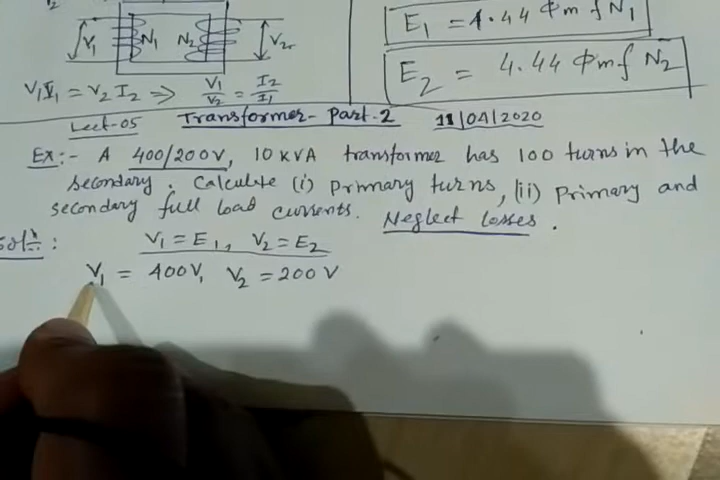 E₁ = 4.44 Φm f N₁
V₁ N₁ N₂ V₂
E₂ = 4.44 Φm f N₂
V₁I₁ = V₂I₂ ⇒ V₁/V₂ = I₂/I₁
Lect-05 Transformer- Part-2 11/04/2020
Ex:- A 400/200V, 10 KVA transformer has 100 turns in the
secondary. Calculate (i) Primary turns, (ii) Primary and
secondary full load currents. Neglect losses.
Solⁿ: V₁ = E₁, V₂ = E₂
V₁ = 400V, V₂ = 200 V